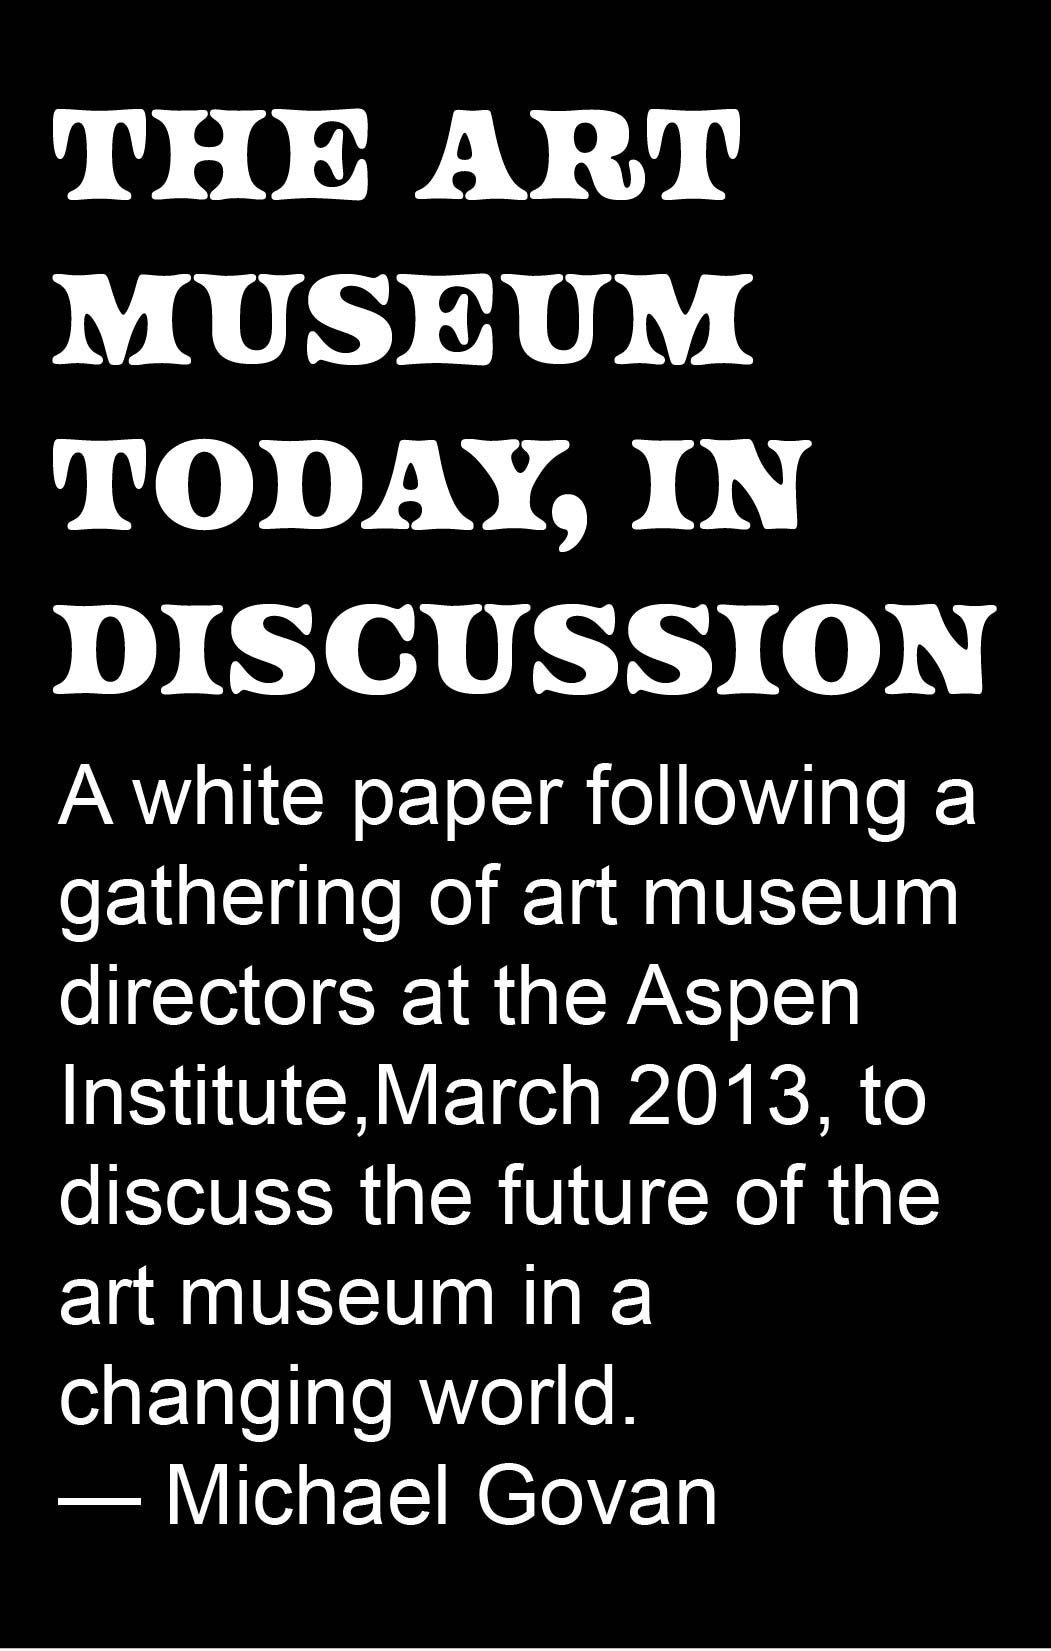 THE ART
MUSEUM
TODAY, IN
DISCUSSION
A white paper following a
gathering of art museum
directors at the Aspen
Institute,March 2013, to
discuss the future of the
art museum in a
changing world.
— Michael Govan